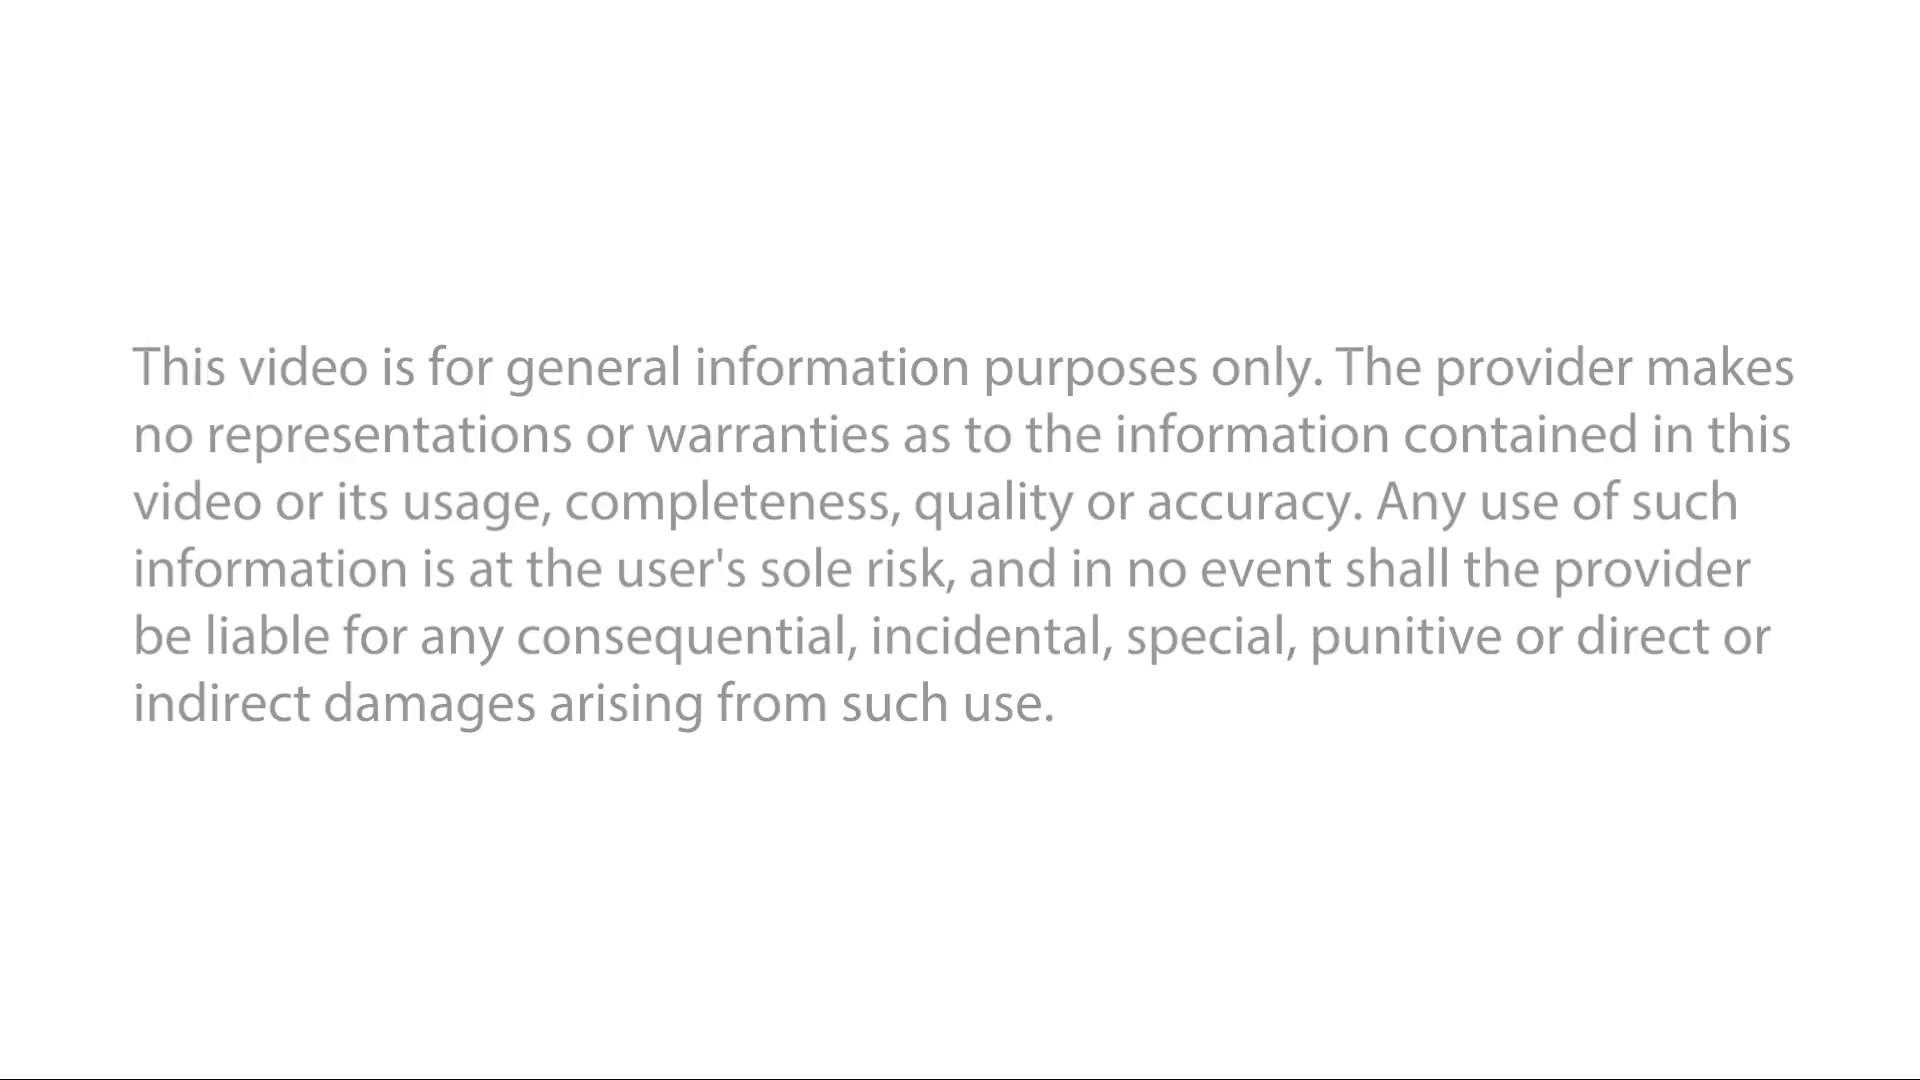 This video is for general information purposes only. The provider makes
no representations or warranties as to the information contained in this
video or its usage, completeness, quality or accuracy. Any use of such
information is at the user's sole risk, and in no event shall the provider
be liable for any consequential, incidental, special, punitive or direct or
indirect damages arising from such use.